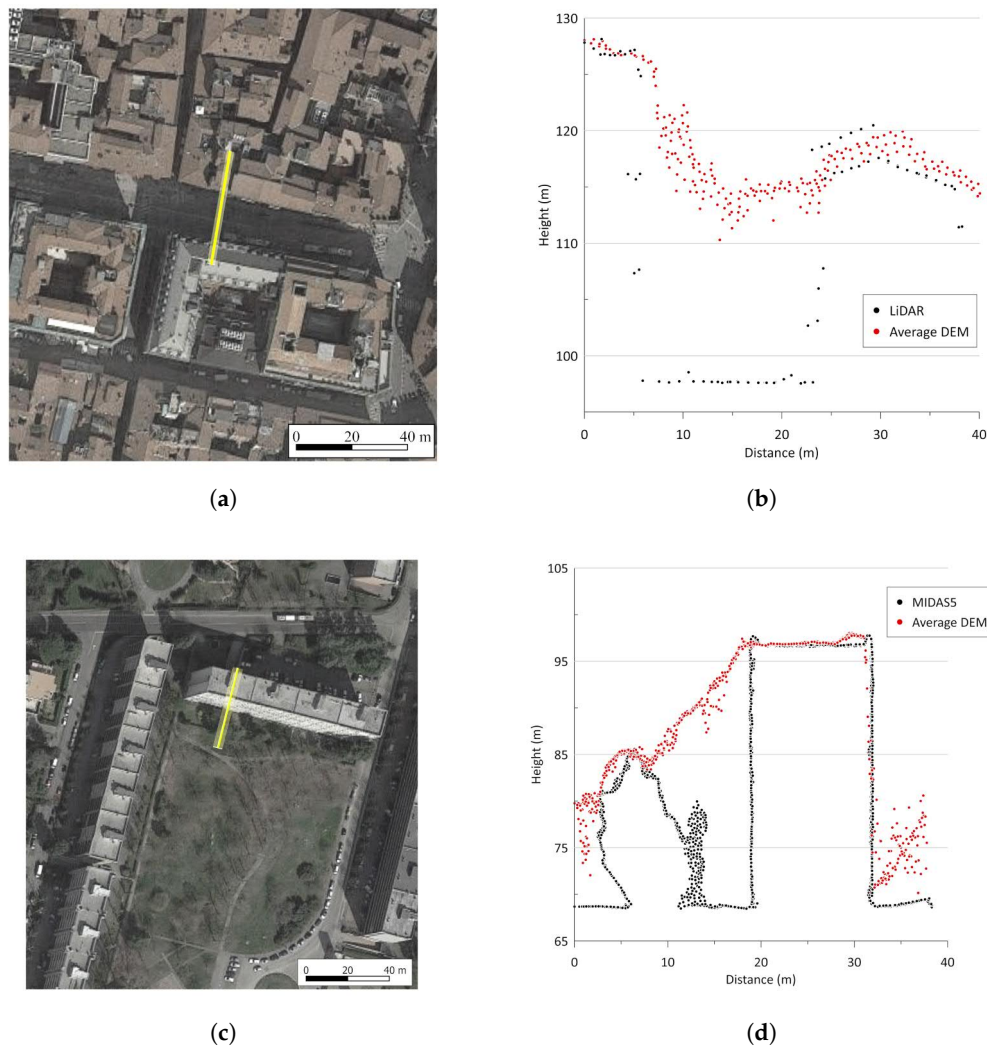 0 20 40 m
(a)
130
120
110
100
Height (m)
LiDAR
Average DEM
0 10 20 30 40
Distance (m)
(b)
0 20 40 m
(c)
105
95
85
75
65
Height (m)
MIDAS5
Average DEM
0 10 20 30 40
Distance (m)
(d)